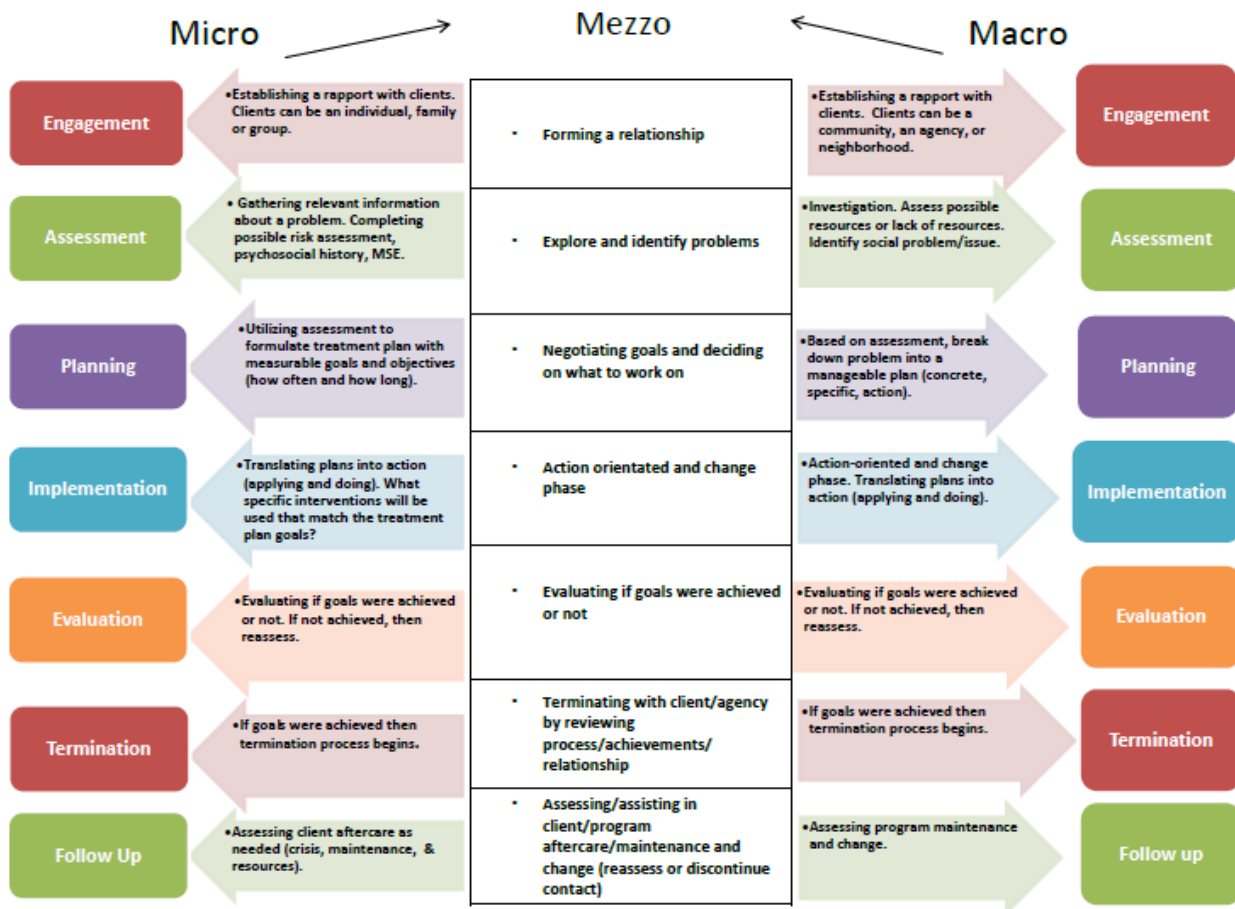 Micro
Mezzo
Macro
Engagement
•Establishing a rapport with clients.
Clients can be an individual, family
or group.
· Forming a relationship
•Establishing a rapport with
clients. Clients can be a
community, an agency, or
neighborhood.
Engagement
Assessment
• Gathering relevant information
about a problem. Completing
possible risk assessment,
psychosocial history, MSE.
· Explore and identify problems
•Investigation. Assess possible
resources or lack of resources.
Identify social problem/issue.
Assessment
Planning
•Utilizing assessment to
formulate treatment plan with
measurable goals and objectives
(how often and how long).
· Negotiating goals and deciding
on what to work on
•Based on assessment, break
down problem into a
manageable plan (concrete,
specific, action).
Planning
Implementation
•Translating plans into action
(applying and doing). What
specific interventions will be
used that match the treatment
plan goals?
· Action orientated and change
phase
•Action-oriented and change
phase. Translating plans into
action (applying and doing).
Implementation
Evaluation
•Evaluating if goals were achieved
or not. If not achieved, then
reassess.
· Evaluating if goals were achieved
or not
•Evaluating if goals were achieved
or not. If not achieved, then
reassess.
Evaluation
Termination
•If goals were achieved then
termination process begins.
· Terminating with client/agency
by reviewing
process/achievements/
relationship
•If goals were achieved then
termination process begins.
Termination
Follow Up
•Assessing client aftercare as
needed (crisis, maintenance, &
resources).
· Assessing/assisting in
client/program
aftercare/maintenance and
change (reassess or discontinue
contact)
•Assessing program maintenance
and change.
Follow up